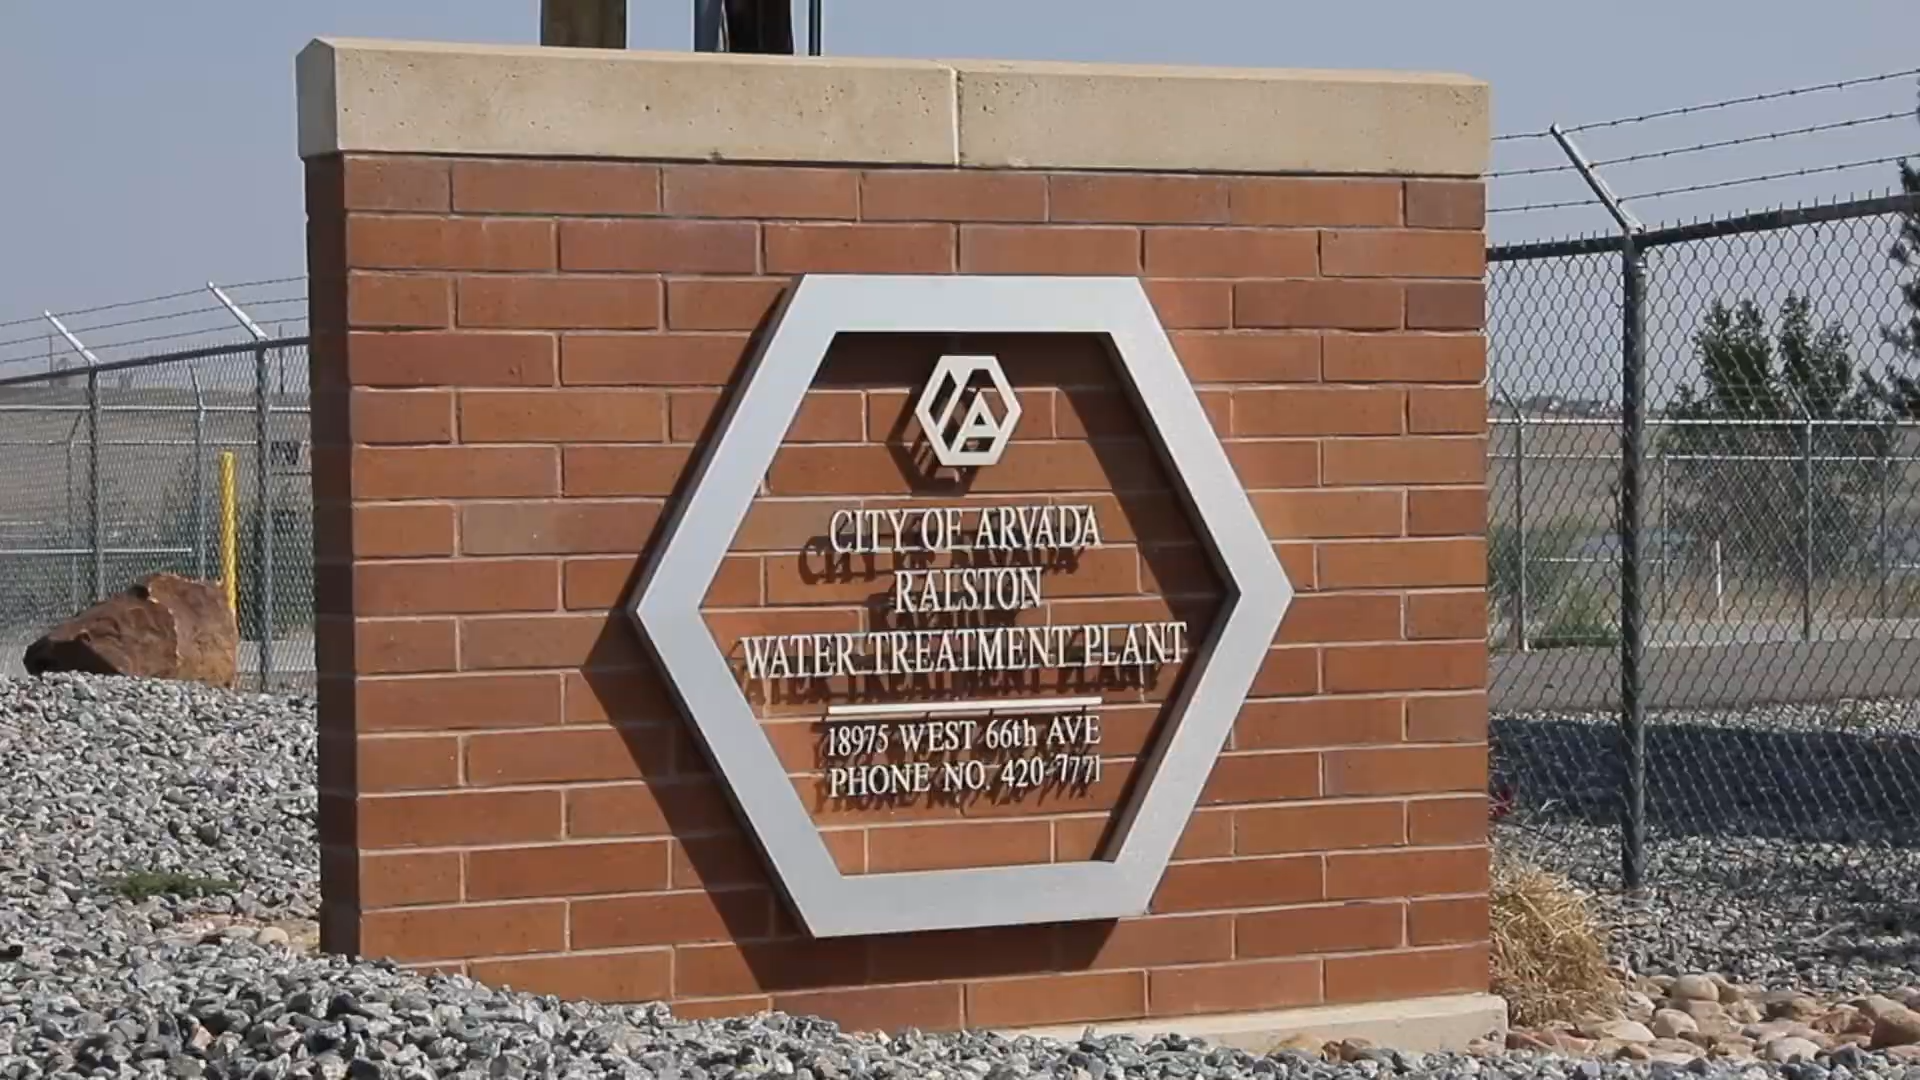 CITY OF ARVADA
RALSTON
WATER TREATMENT PLANT
18975 WEST 66th AVE
PHONE NO. 420-7771